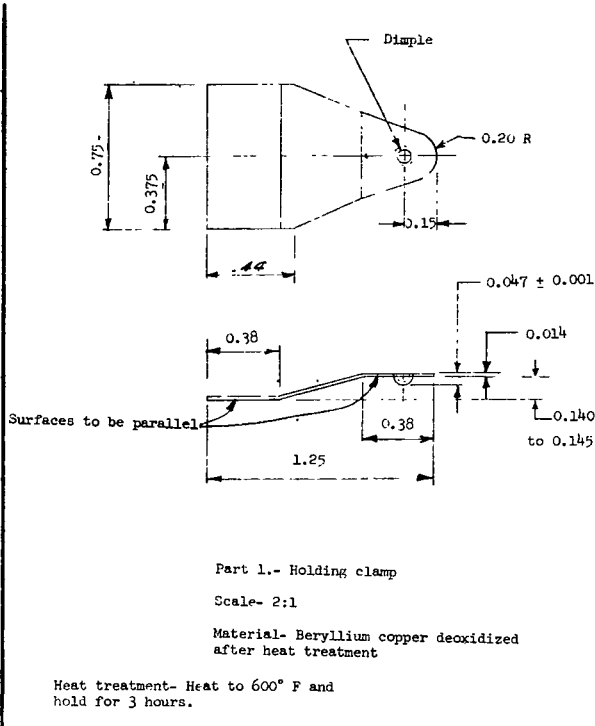 Dimple
0.20 R
0.75
0.375
0.15
.44
0.047 ± 0.001
0.38
0.014
Surfaces to be parallel
0.38
0.140
to 0.145
1.25
Part 1.- Holding clamp
Scale- 2:1
Material- Beryllium copper deoxidized
after heat treatment
Heat treatment- Heat to 600° F and
hold for 3 hours.